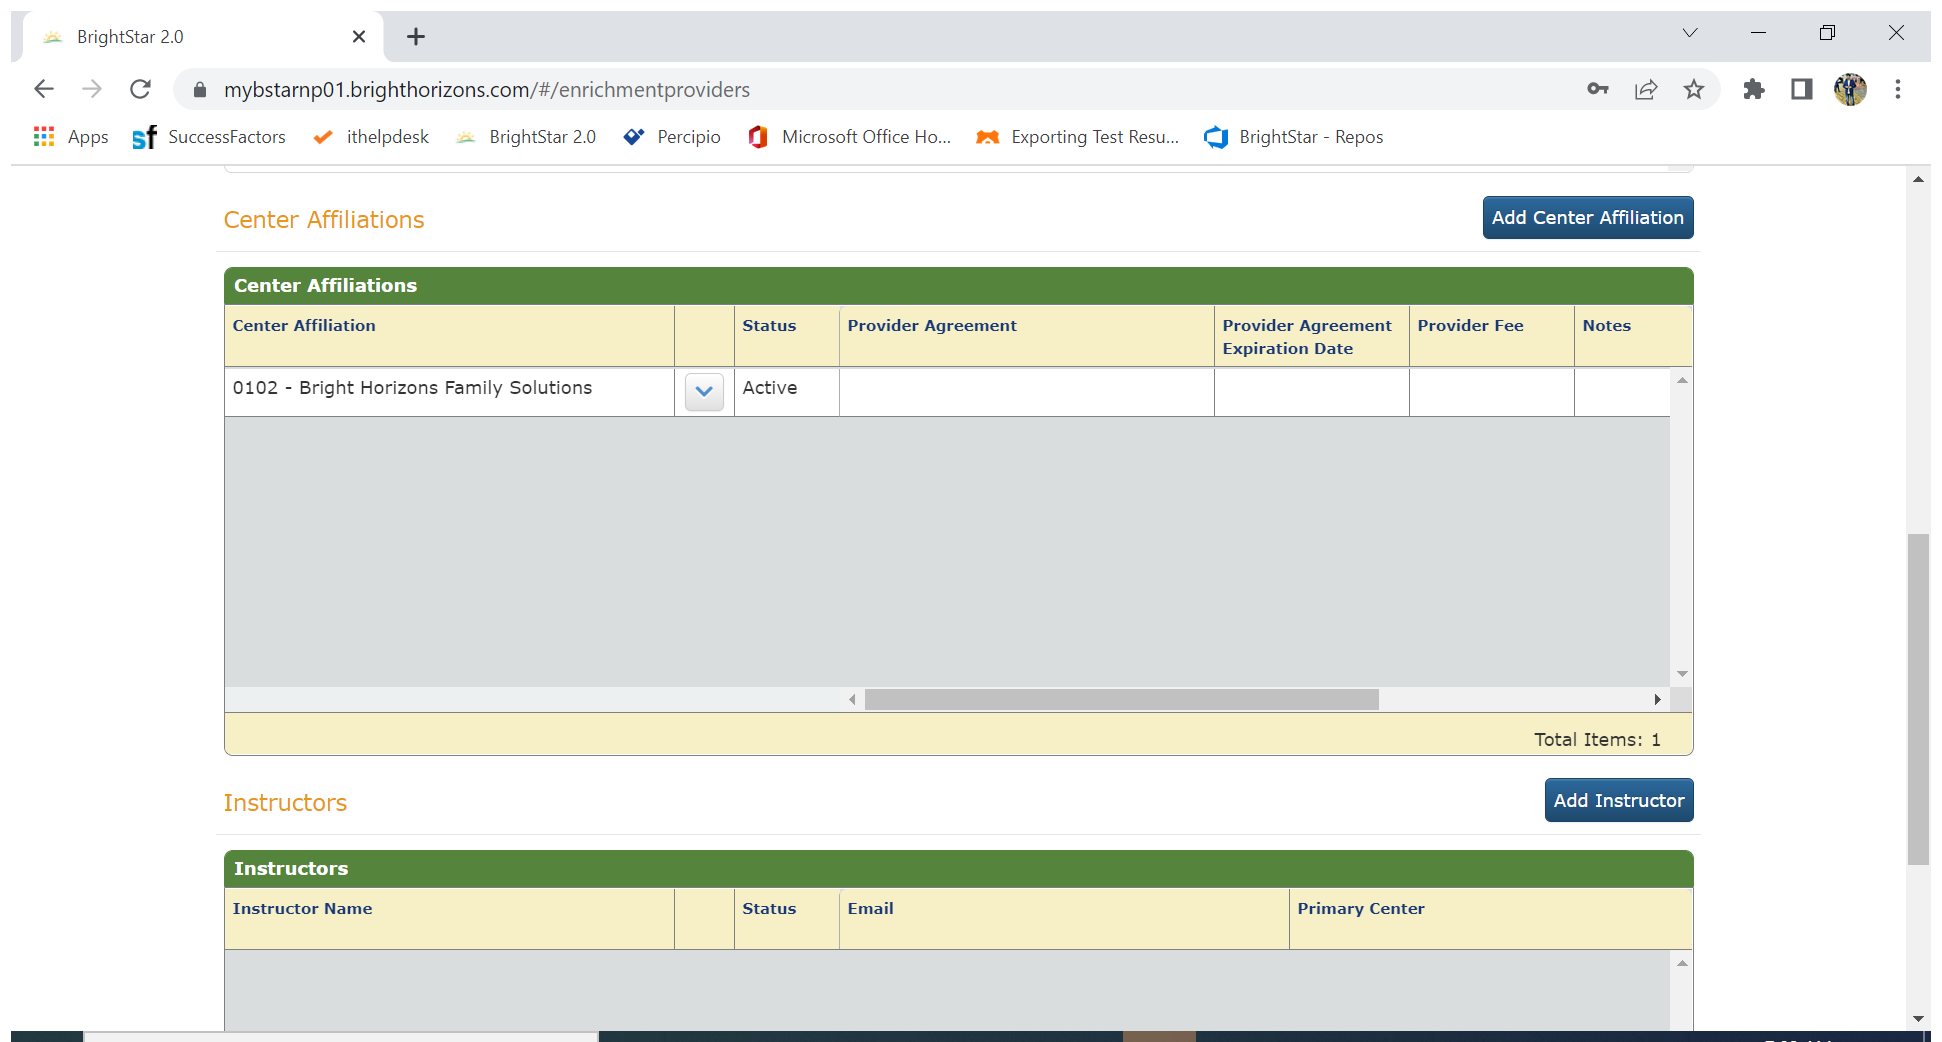 BrightStar 2.0
mybstarnp01.brighthorizons.com/#/enrichmentproviders
Apps SuccessFactors ithelpdesk BrightStar 2.0 Percipio Microsoft Office Ho... Exporting Test Resu... BrightStar - Repos
Center Affiliations
Add Center Affiliation
Center Affiliations
Center Affiliation Status Provider Agreement Provider Agreement Expiration Date Provider Fee Notes
0102 - Bright Horizons Family Solutions Active
Total Items: 1
Instructors
Add Instructor
Instructors
Instructor Name Status Email Primary Center